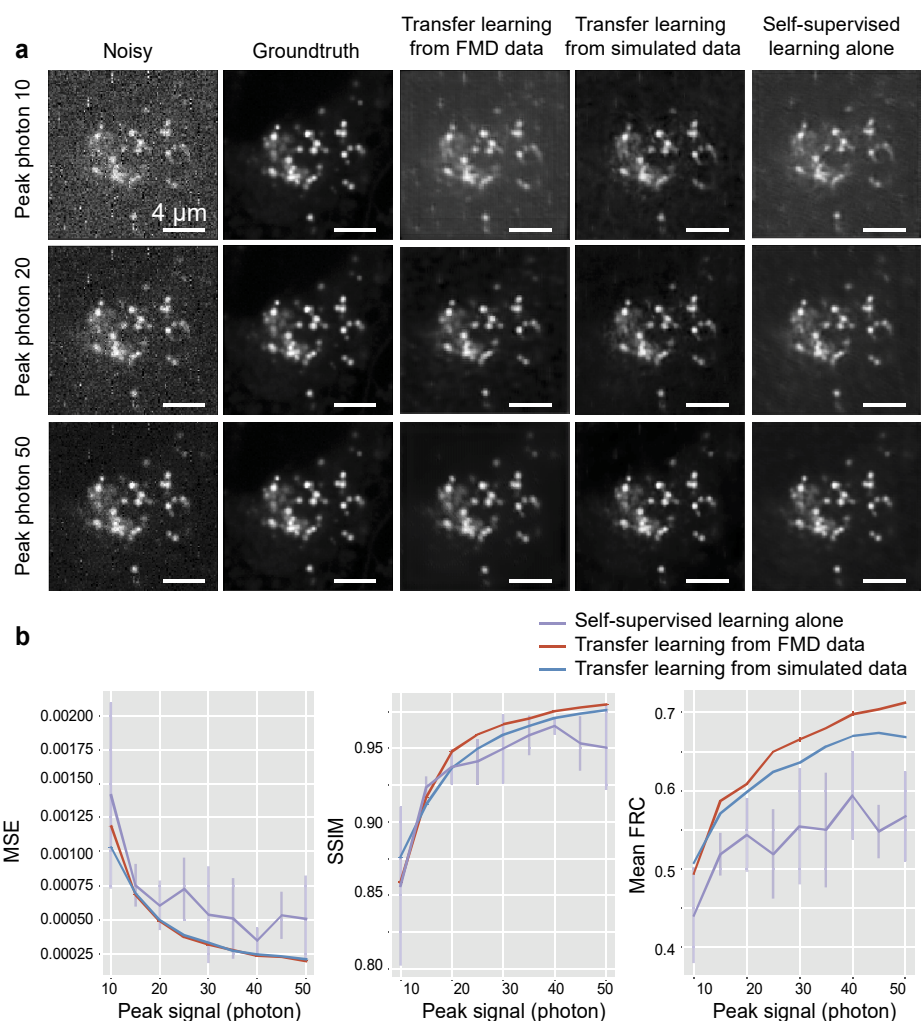 a
Noisy
Groundtruth
Transfer learning
from FMD data
Transfer learning
from simulated data
Self-supervised
learning alone
Peak photon 10
4 μm
Peak photon 20
Peak photon 50
b
Self-supervised learning alone
Transfer learning from FMD data
Transfer learning from simulated data
MSE
0.00200
0.00175
0.00150
0.00125
0.00100
0.00075
0.00050
0.00025
10 20 30 40 50
Peak signal (photon)
SSIM
0.95
0.90
0.85
0.80
10 20 30 40 50
Peak signal (photon)
Mean FRC
0.7
0.6
0.5
0.4
10 20 30 40 50
Peak signal (photon)